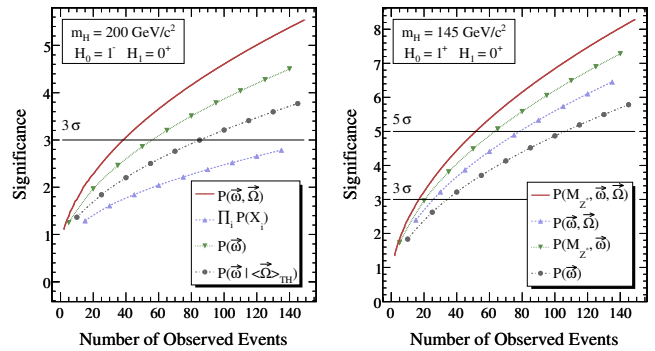 m_H = 200 GeV/c²
H₀ = 1⁻ H₁ = 0⁺
3σ
P(ω⃗, Ω⃗)
∏ᵢ P(Xᵢ)
P(ω⃗)
P(ω⃗ | <Ω⃗>_TH)
Significance
0
1
2
3
4
5
0 20 40 60 80 100 120 140
Number of Observed Events
m_H = 145 GeV/c²
H₀ = 1⁺ H₁ = 0⁺
5σ
3σ
P(M_Z*, ω⃗, Ω⃗)
P(ω⃗, Ω⃗)
P(M_Z*, ω⃗)
P(ω⃗)
Significance
0
1
2
3
4
5
6
7
8
0 20 40 60 80 100 120 140
Number of Observed Events